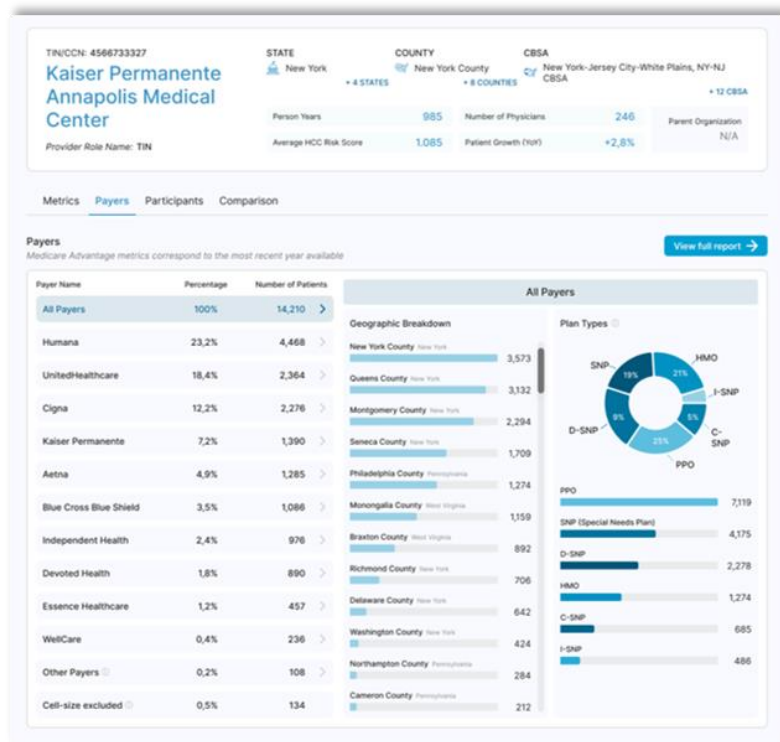 TIN/CCN: 4566733327
Kaiser Permanente
Annapolis Medical
Center
Provider Role Name: TIN
STATE
New York
+ 4 STATES
COUNTY
New York County
+ 8 COUNTIES
CBSA
New York-Jersey City-White Plains, NY-NJ
CBSA
+ 12 CBSA
Person Years 985
Number of Physicians 246
Average HCC Risk Score 1.085
Patient Growth (YoY) +2,8%
Parent Organization
N/A
Metrics Payers Participants Comparison
Payers
Medicare Advantage metrics correspond to the most recent year available
View full report →
Payer Name Percentage Number of Patients
All Payers 100% 14,210
Humana 23,2% 4,468
UnitedHealthcare 18,4% 2,364
Cigna 12,2% 2,276
Kaiser Permanente 7,2% 1,390
Aetna 4,9% 1,285
Blue Cross Blue Shield 3,5% 1,086
Independent Health 2,4% 976
Devoted Health 1,8% 890
Essence Healthcare 1,2% 457
WellCare 0,4% 236
Other Payers 0,2% 108
Cell-size excluded 0,5% 134
All Payers
Geographic Breakdown
New York County New York
3,573
Queens County New York
3,132
Montgomery County New York
2,294
Seneca County New York
1,709
Philadelphia County Pennsylvania
1,274
Monongalia County West Virginia
1,159
Braxton County West Virginia
892
Richmond County New York
706
Delaware County New York
642
Washington County New York
424
Northampton County Pennsylvania
284
Cameron County Pennsylvania
212
Plan Types
SNP
19%
HMO
21%
I-SNP
C-
SNP
5%
PPO
25%
D-SNP
9%
PPO
7,119
SNP (Special Needs Plan)
4,175
D-SNP
2,278
HMO
1,274
C-SNP
685
I-SNP
486